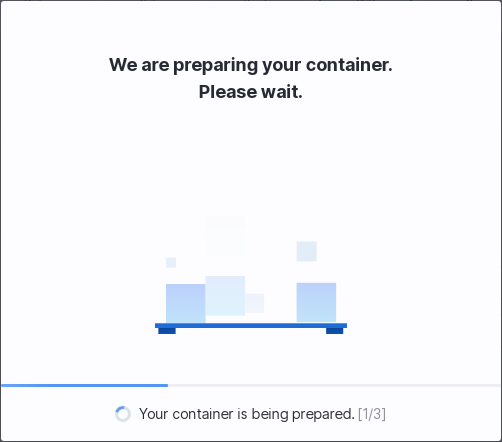 We are preparing your container.
Please wait.
Your container is being prepared. [1/3]